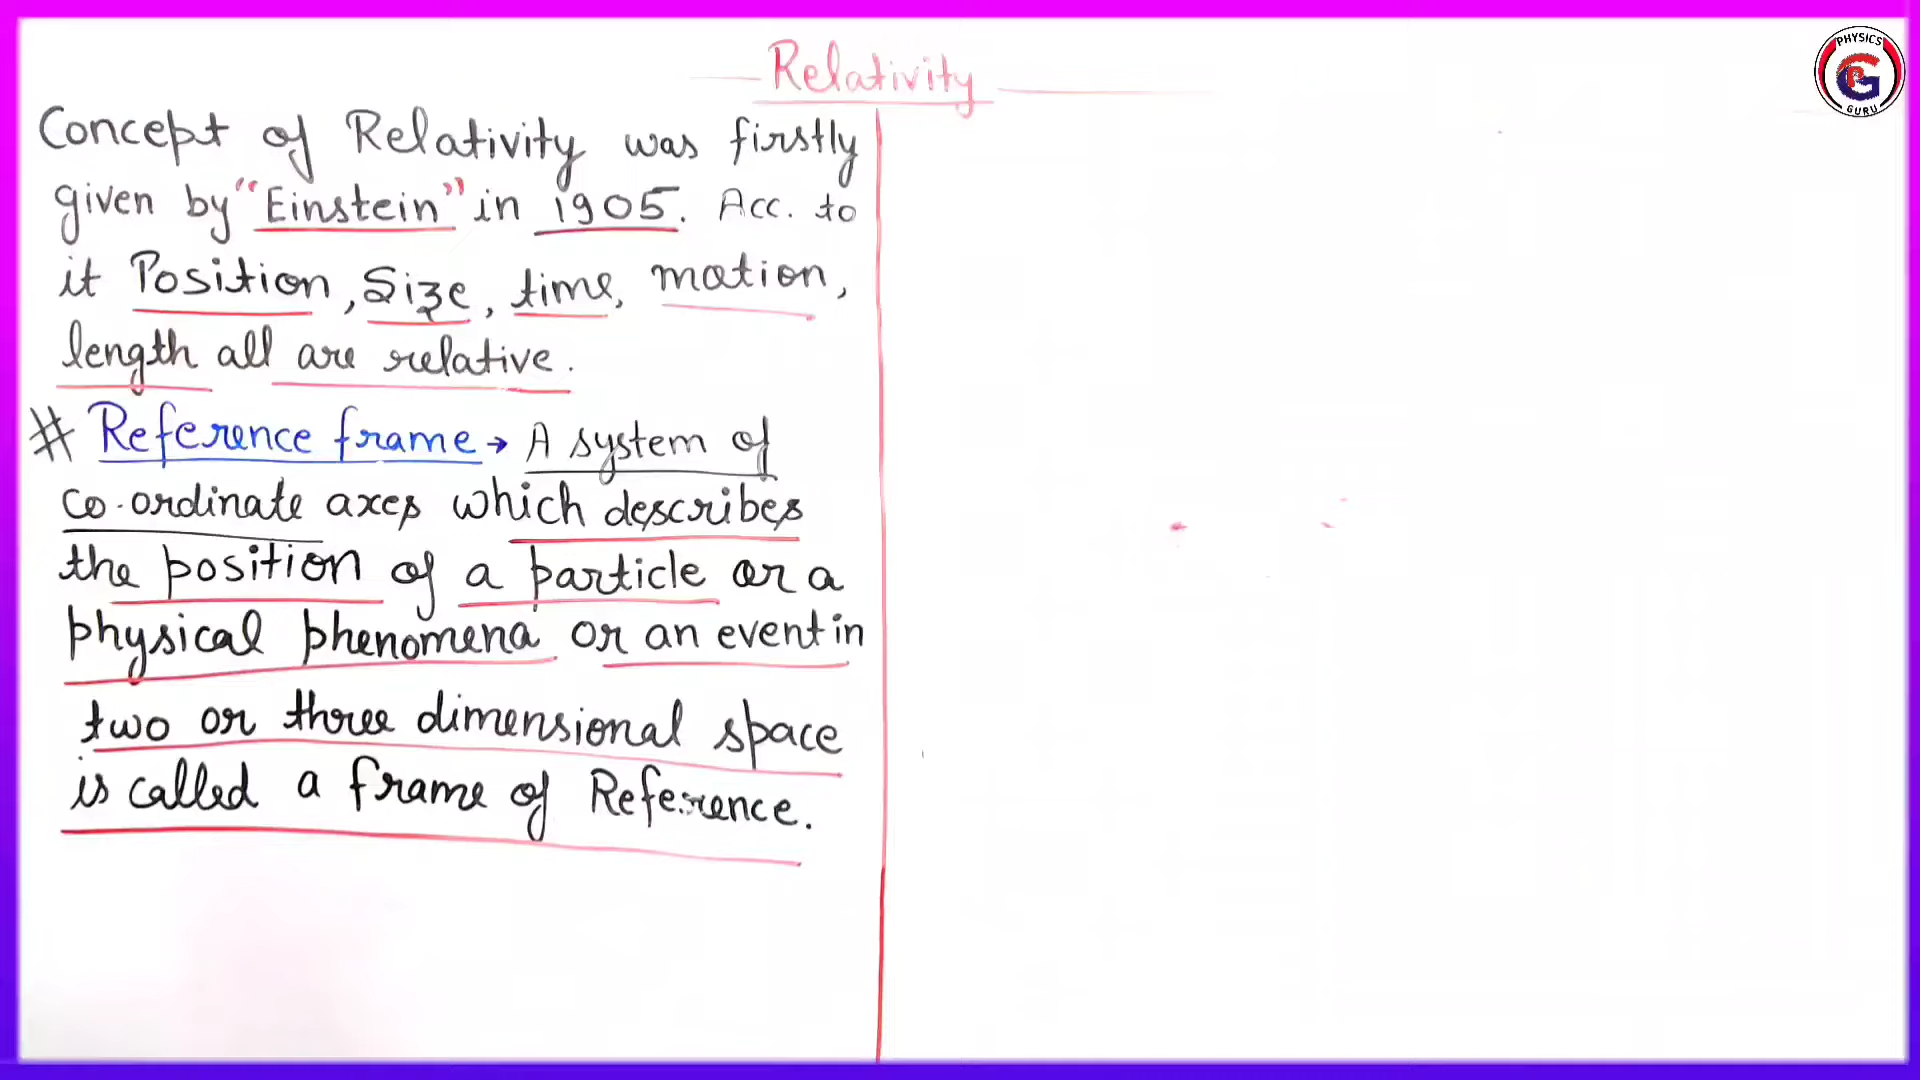 Relativity
PHYSICS
GURU
Concept of Relativity was firstly
given by "Einstein" in 1905. Acc. to
it Position, Size, time, motion,
length all are relative.
# Reference frame → A system of
co-ordinate axes which describes
the position of a particle or a
physical phenomena or an event in
two or three dimensional space
is called a frame of Reference.